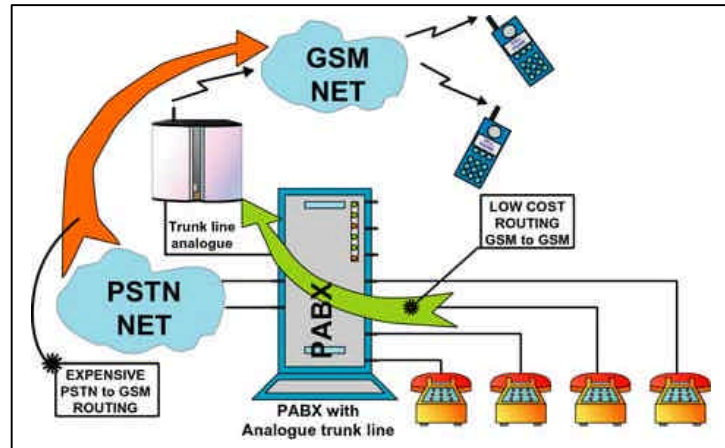 GSM
NET
Trunk line
analogue
LOW COST
ROUTING
GSM to GSM
PSTN
NET
PABX
EXPENSIVE
PSTN to GSM
ROUTING
PABX with
Analogue trunk line